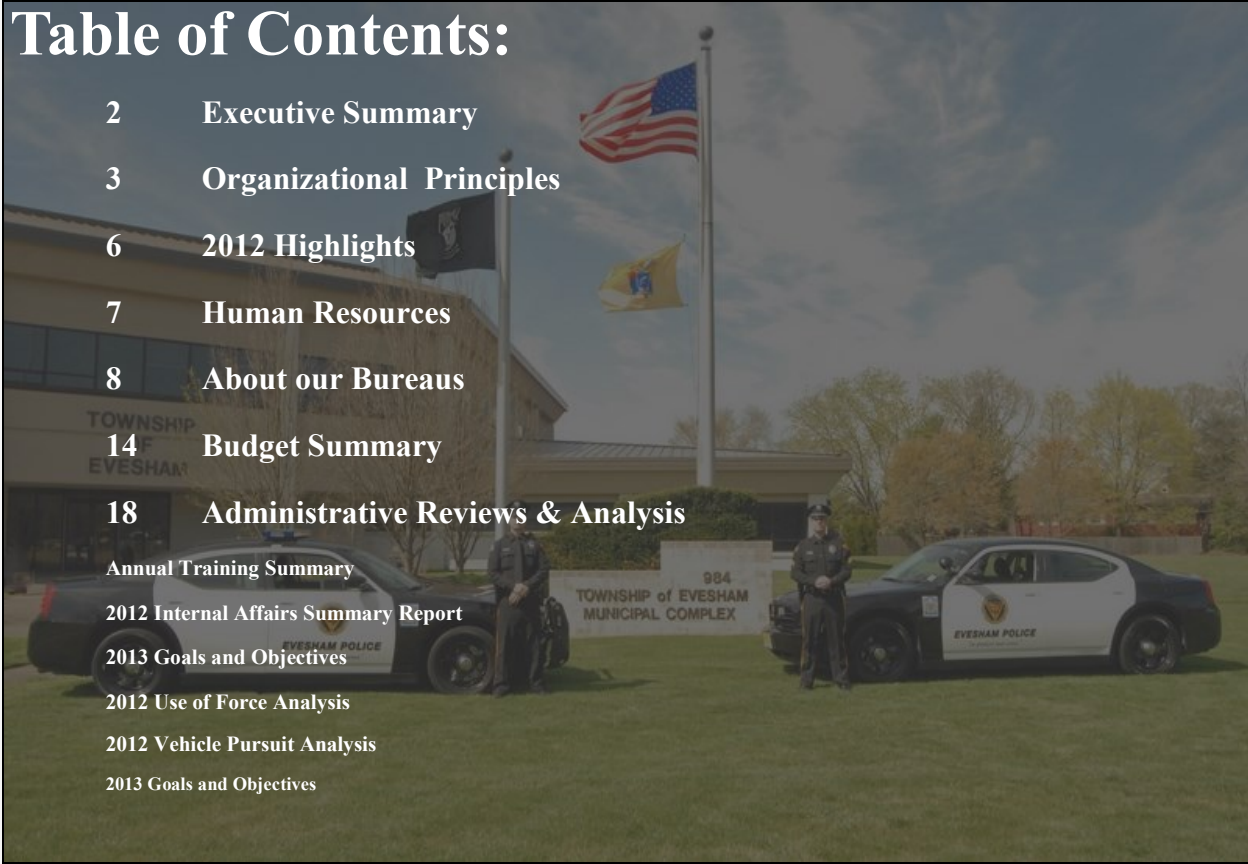 Table of Contents:
2 Executive Summary
3 Organizational Principles
6 2012 Highlights
7 Human Resources
8 About our Bureaus
14 Budget Summary
18 Administrative Reviews & Analysis
Annual Training Summary
2012 Internal Affairs Summary Report
2013 Goals and Objectives
2012 Use of Force Analysis
2012 Vehicle Pursuit Analysis
2013 Goals and Objectives
TOWNSHIP
OF
EVESHAM
984
TOWNSHIP of EVESHAM
MUNICIPAL COMPLEX
EVESHAM POLICE
EVESHAM POLICE